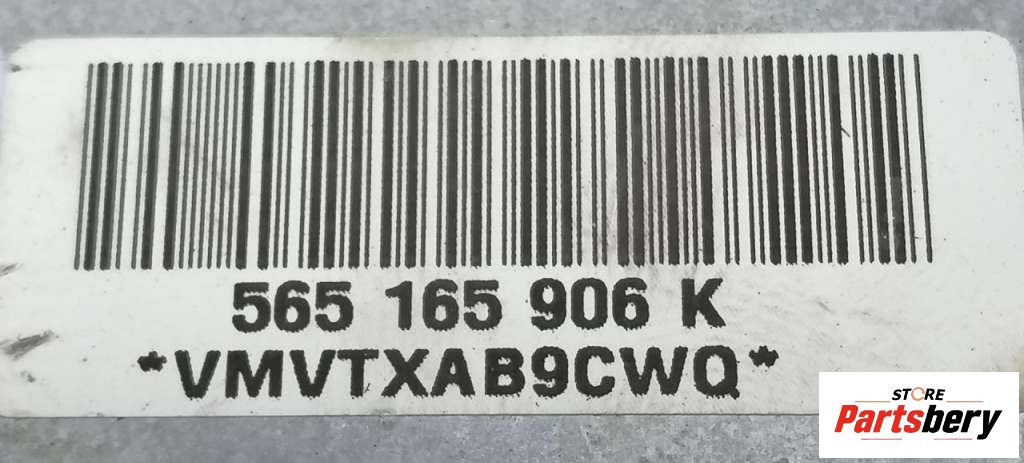 565 165 906 K
*VMVTXAB9CWQ*
STORE
Partsbery